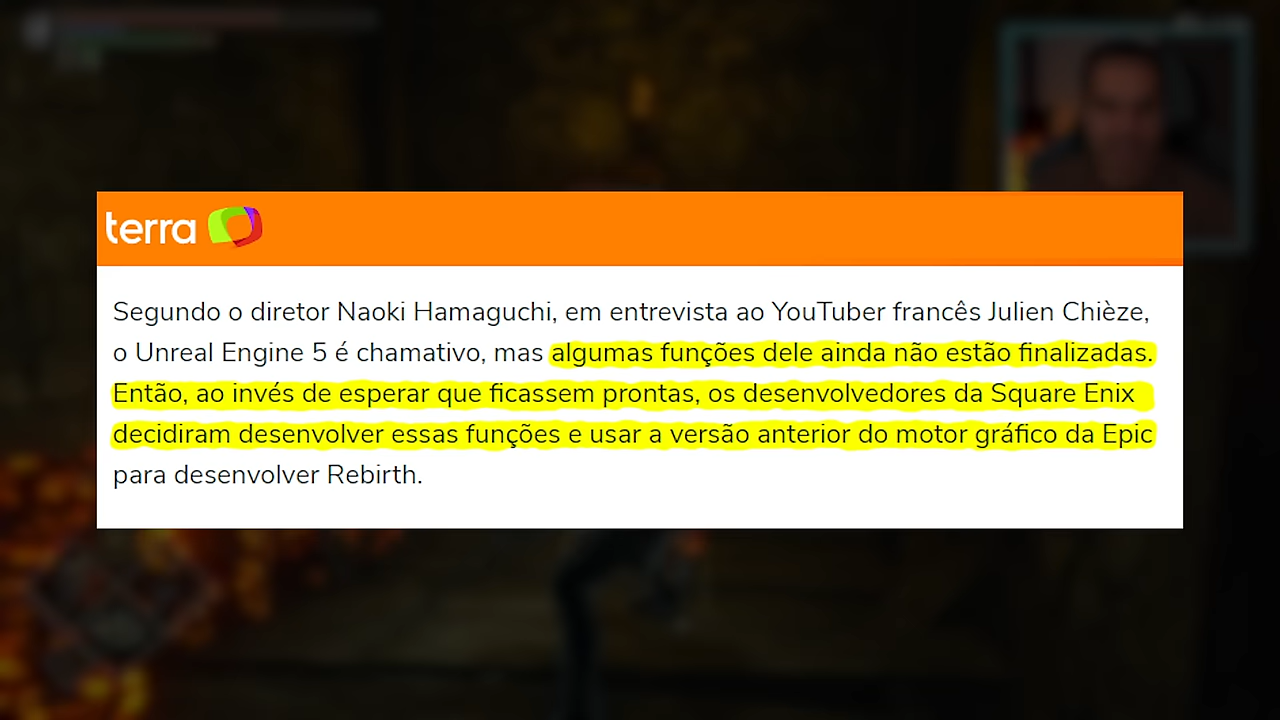 terra
Segundo o diretor Naoki Hamaguchi, em entrevista ao YouTuber francês Julien Chièze,
o Unreal Engine 5 é chamativo, mas algumas funções dele ainda não estão finalizadas.
Então, ao invés de esperar que ficassem prontas, os desenvolvedores da Square Enix
decidiram desenvolver essas funções e usar a versão anterior do motor gráfico da Epic
para desenvolver Rebirth.